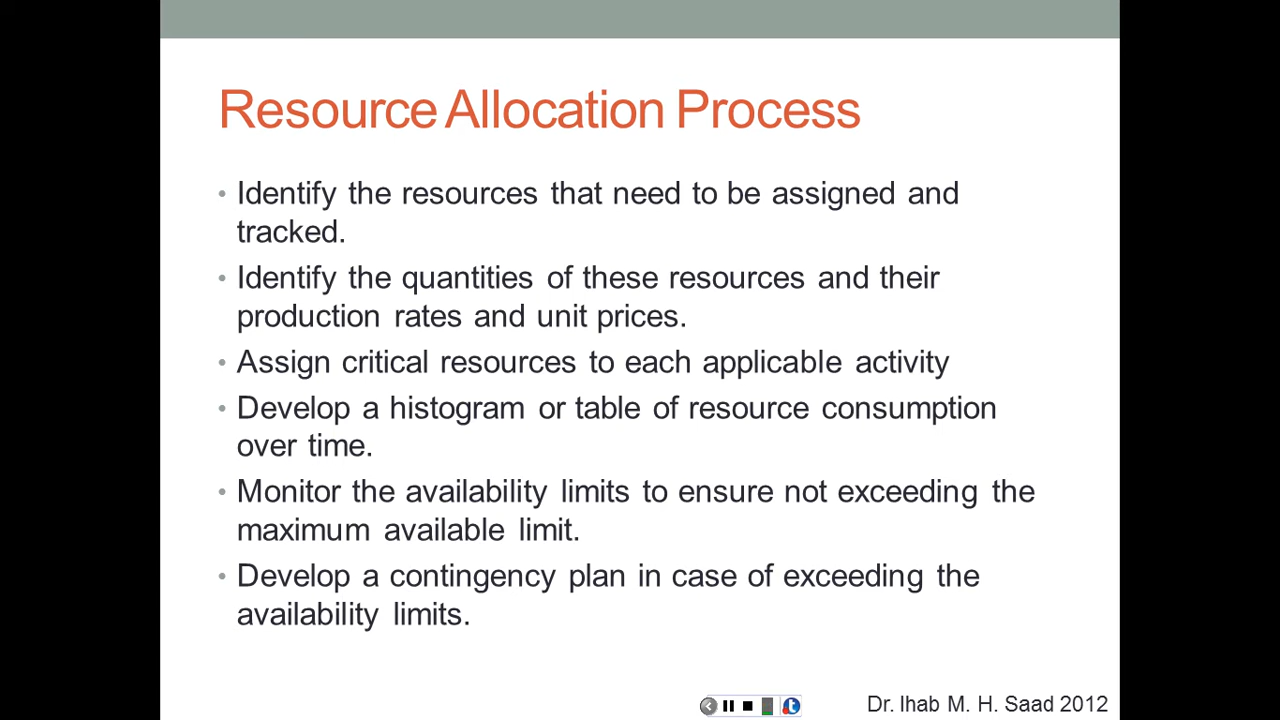 Resource Allocation Process
• Identify the resources that need to be assigned and
tracked.
• Identify the quantities of these resources and their
production rates and unit prices.
• Assign critical resources to each applicable activity
• Develop a histogram or table of resource consumption
over time.
• Monitor the availability limits to ensure not exceeding the
maximum available limit.
• Develop a contingency plan in case of exceeding the
availability limits.
t
Dr. Ihab M. H. Saad 2012